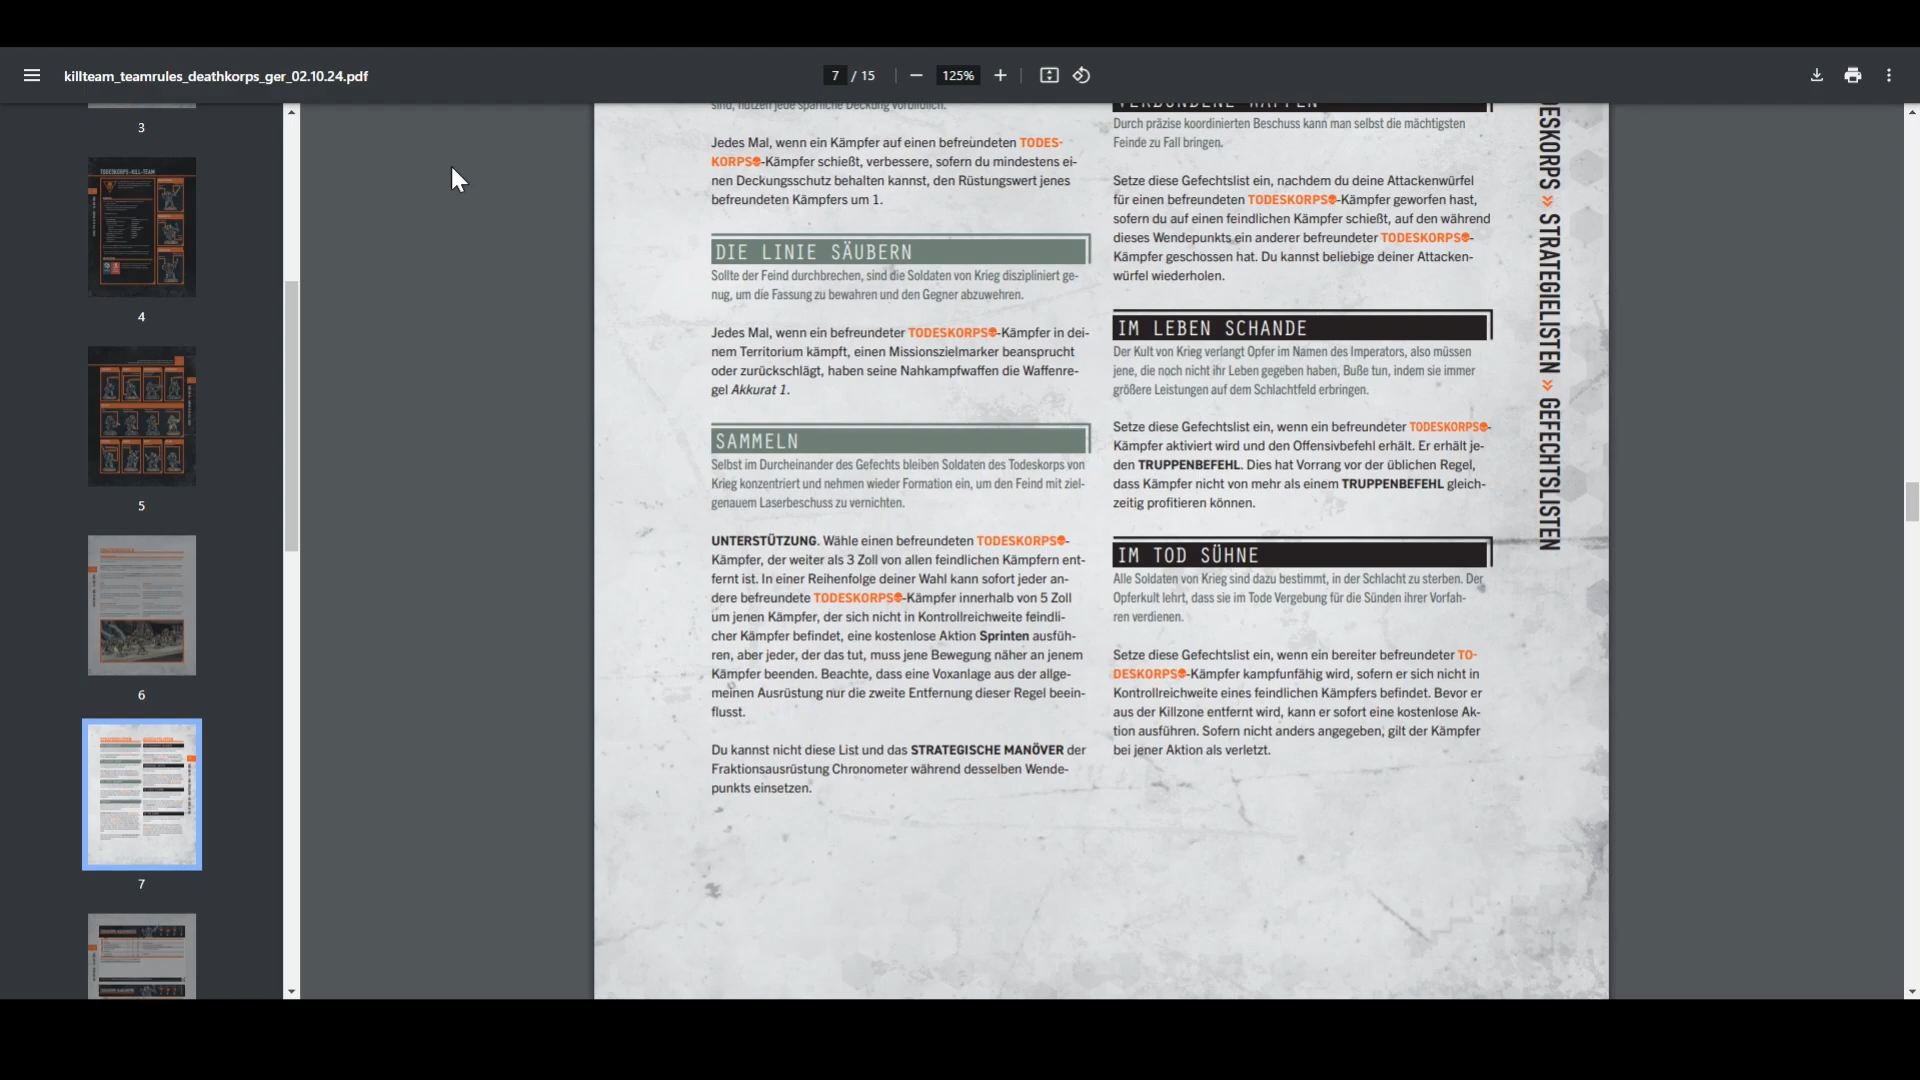 killteam_teamrules_deathkorps_ger_02.10.24.pdf
7 / 15
125%
3
TODESKORPS-KILL-TEAM
4
5
6
7
sind, nutzen jede spärliche Deckung vorbildlich.
Jedes Mal, wenn ein Kämpfer auf einen befreundeten TODES-
KORPS-Kämpfer schießt, verbessere, sofern du mindestens ei-
nen Deckungsschutz behalten kannst, den Rüstungswert jenes
befreundeten Kämpfers um 1.
DIE LINIE SÄUBERN
Sollte der Feind durchbrechen, sind die Soldaten von Krieg diszipliniert ge-
nug, um die Fassung zu bewahren und den Gegner abzuwehren.
Jedes Mal, wenn ein befreundeter TODESKORPS-Kämpfer in dei-
nem Territorium kämpft, einen Missionszielmarker beansprucht
oder zurückschlägt, haben seine Nahkampfwaffen die Waffenre-
gel Akkurat 1.
SAMMELN
Selbst im Durcheinander des Gefechts bleiben Soldaten des Todeskorps von
Krieg konzentriert und nehmen wieder Formation ein, um den Feind mit ziel-
genauem Laserbeschuss zu vernichten.
UNTERSTÜTZUNG. Wähle einen befreundeten TODESKORPS-
Kämpfer, der weiter als 3 Zoll von allen feindlichen Kämpfern ent-
fernt ist. In einer Reihenfolge deiner Wahl kann sofort jeder an-
dere befreundete TODESKORPS-Kämpfer innerhalb von 5 Zoll
um jenen Kämpfer, der sich nicht in Kontrollreichweite feindli-
cher Kämpfer befindet, eine kostenlose Aktion Sprinten ausfüh-
ren, aber jeder, der das tut, muss jene Bewegung näher an jenem
Kämpfer beenden. Beachte, dass eine Voxanlage aus der allge-
meinen Ausrüstung nur die zweite Entfernung dieser Regel beein-
flusst.
Du kannst nicht diese List und das STRATEGISCHE MANÖVER der
Fraktionsausrüstung Chronometer während desselben Wende-
punkts einsetzen.
VERBUNDENE WAFFEN
Durch präzise koordinierten Beschuss kann man selbst die mächtigsten
Feinde zu Fall bringen.
Setze diese Gefechtslist ein, nachdem du deine Attackenwürfel
für einen befreundeten TODESKORPS-Kämpfer geworfen hast,
sofern du auf einen feindlichen Kämpfer schießt, auf den während
dieses Wendepunkts ein anderer befreundeter TODESKORPS-
Kämpfer geschossen hat. Du kannst beliebige deiner Attacken-
würfel wiederholen.
IM LEBEN SCHANDE
Der Kult von Krieg verlangt Opfer im Namen des Imperators, also müssen
jene, die noch nicht ihr Leben gegeben haben, Buße tun, indem sie immer
größere Leistungen auf dem Schlachtfeld erbringen.
Setze diese Gefechtslist ein, wenn ein befreundeter TODESKORPS-
Kämpfer aktiviert wird und den Offensivbefehl erhält. Er erhält je-
den TRUPPENBEFEHL. Dies hat Vorrang vor der üblichen Regel,
dass Kämpfer nicht von mehr als einem TRUPPENBEFEHL gleich-
zeitig profitieren können.
IM TOD SÜHNE
Alle Soldaten von Krieg sind dazu bestimmt, in der Schlacht zu sterben. Der
Opferkult lehrt, dass sie im Tode Vergebung für die Sünden ihrer Vorfah-
ren verdienen.
Setze diese Gefechtslist ein, wenn ein bereiter befreundeter TO-
DESKORPS-Kämpfer kampfunfähig wird, sofern er sich nicht in
Kontrollreichweite eines feindlichen Kämpfers befindet. Bevor er
aus der Killzone entfernt wird, kann er sofort eine kostenlose Ak-
tion ausführen. Sofern nicht anders angegeben, gilt der Kämpfer
bei jener Aktion als verletzt.
DESKORPS » STRATEGIELISTEN » GEFECHTSLISTEN